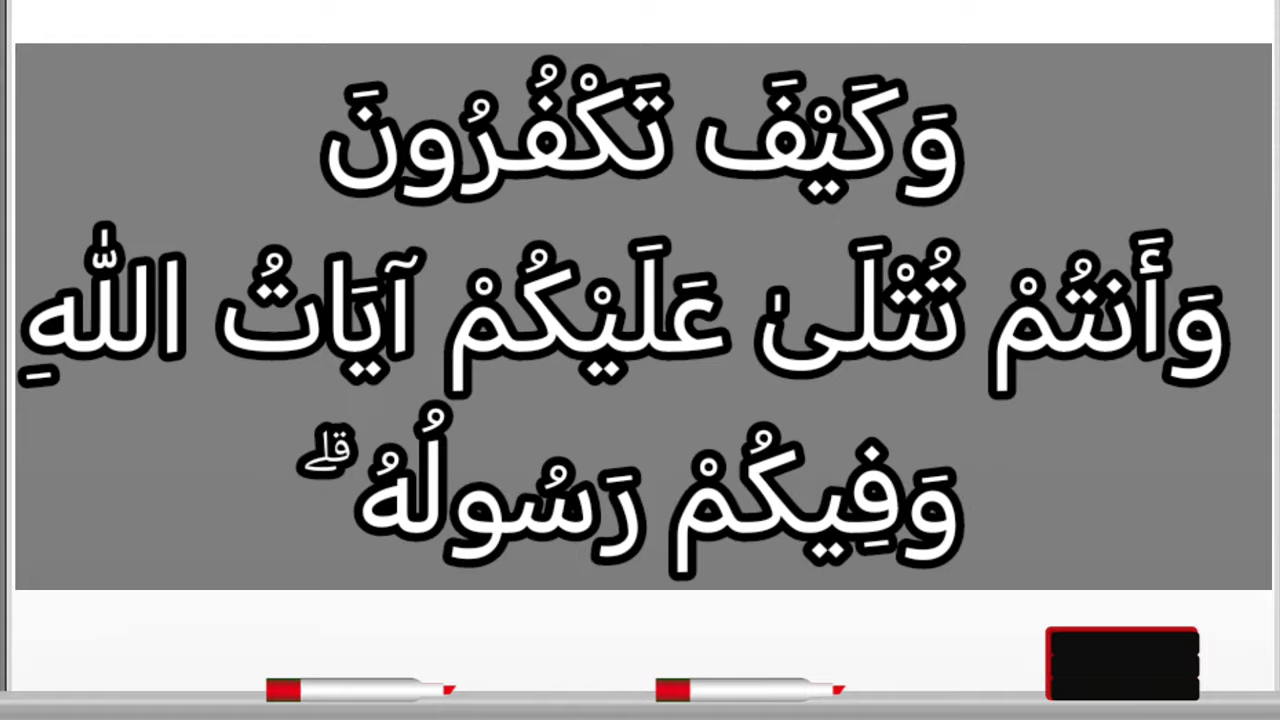 وَكَيْفَ تَكْفُرُونَ
وَأَنتُمْ تُتْلَىٰ عَلَيْكُمْ آيَاتُ اللَّهِ
وَفِيكُمْ رَسُولُهُ ۗ